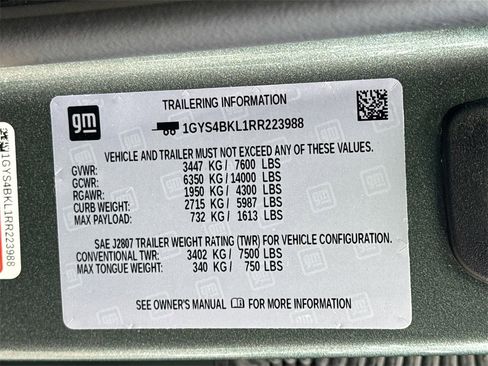 gm
TRAILERING INFORMATION
1GYS4BKL1RR223988
VEHICLE AND TRAILER MUST NOT EXCEED ANY OF THESE VALUES.
GVWR: 3447 KG / 7600 LBS
GCWR: 6350 KG / 14000 LBS
RGAWR: 1950 KG / 4300 LBS
CURB WEIGHT: 2715 KG / 5987 LBS
MAX PAYLOAD: 732 KG / 1613 LBS
SAE J2807 TRAILER WEIGHT RATING (TWR) FOR VEHICLE CONFIGURATION.
CONVENTIONAL TWR: 3402 KG / 7500 LBS
MAX TONGUE WEIGHT: 340 KG / 750 LBS
SEE OWNER'S MANUAL FOR MORE INFORMATION
1GYS4BKL1RR223988